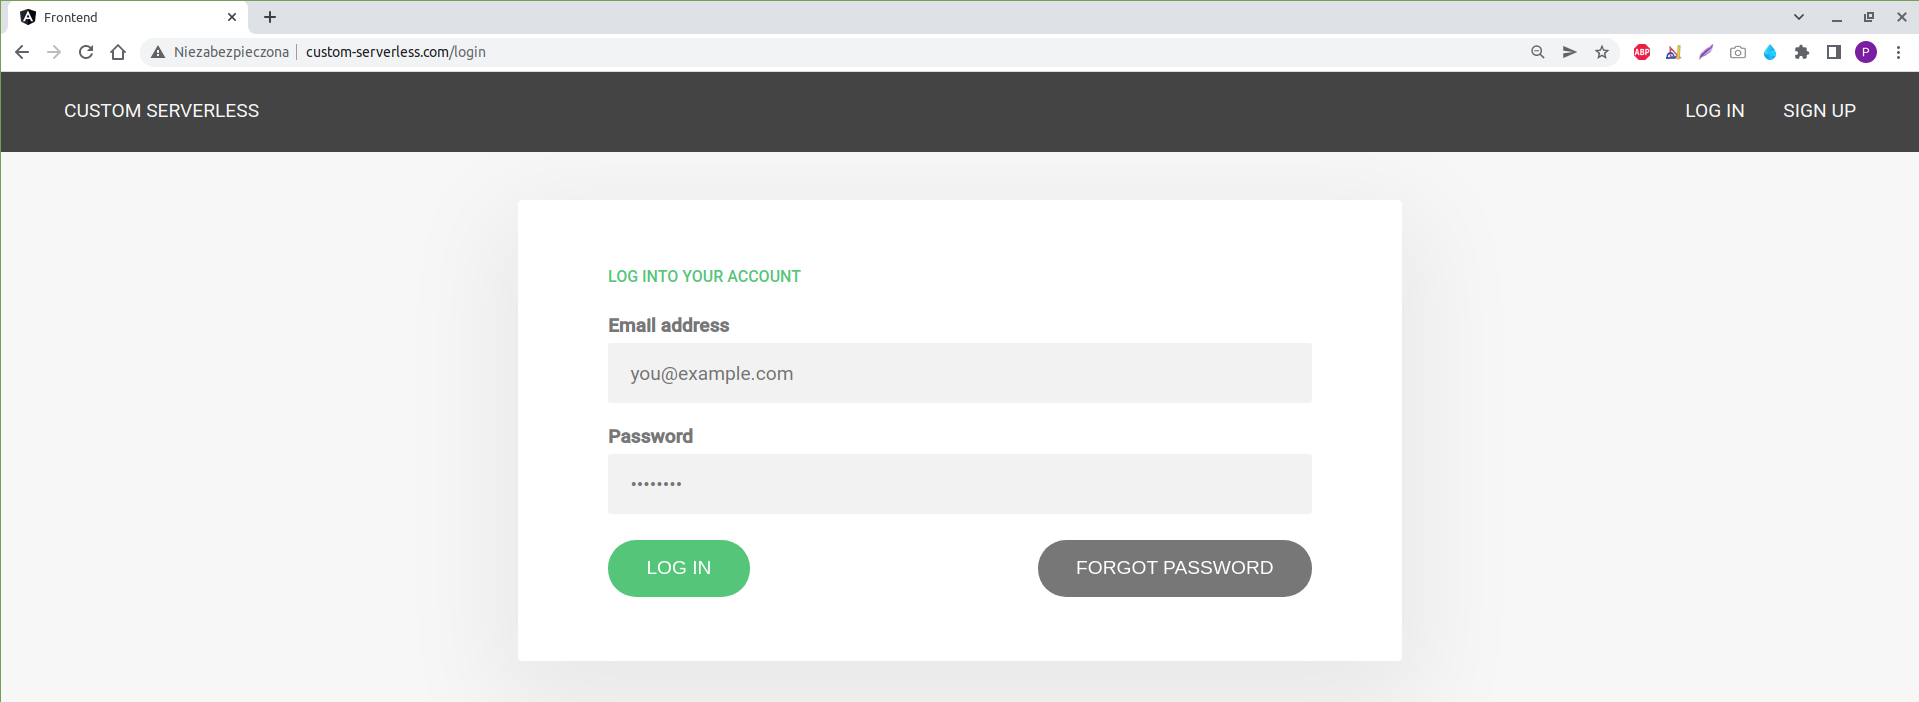 Frontend
Niezabezpieczona | custom-serverless.com/login
ABP
P
CUSTOM SERVERLESS LOG IN SIGN UP
LOG INTO YOUR ACCOUNT
Email address
you@example.com
Password
••••••••
LOG IN FORGOT PASSWORD